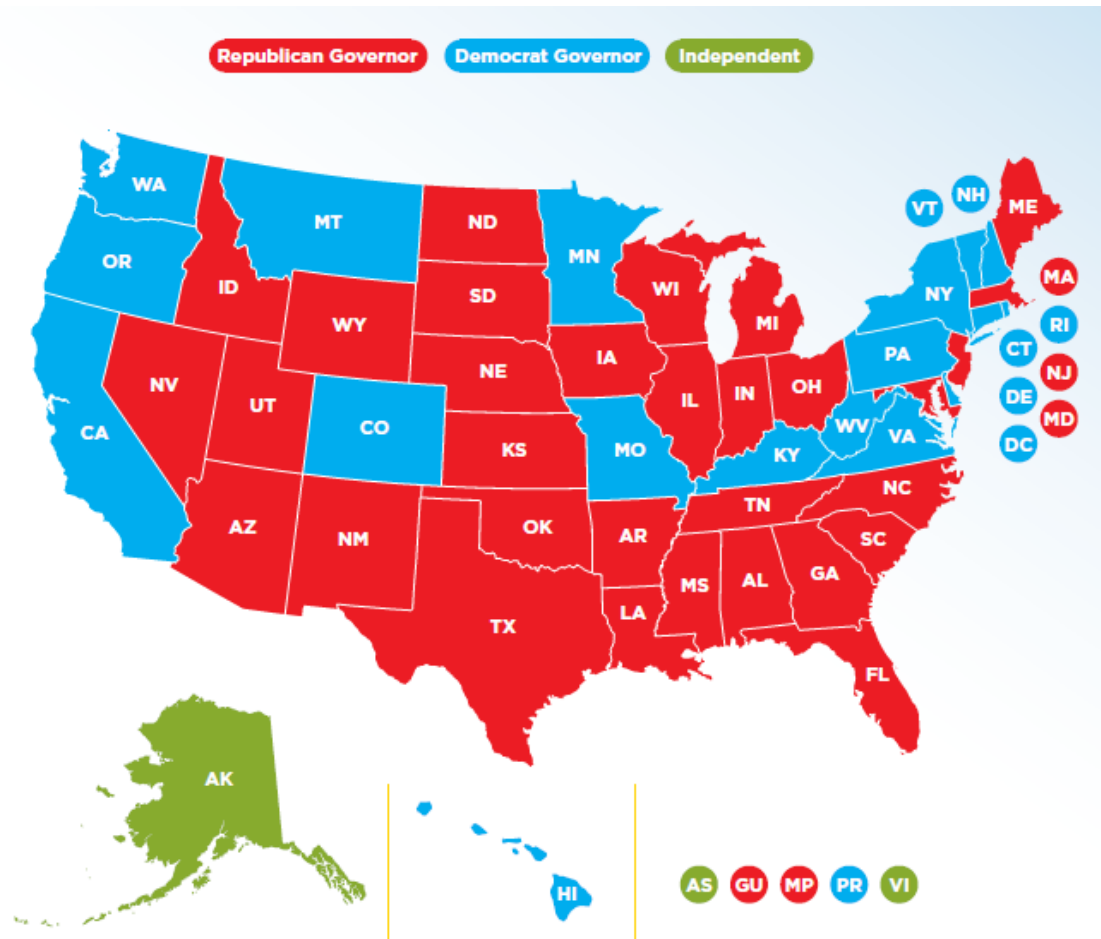 Republican Governor Democrat Governor Independent
WA
MT
ND
MN
VT
NH
ME
OR
ID
SD
WI
MI
NY
MA
WY
RI
NV
UT
NE
IA
PA
CT
NJ
CO
IL
IN
OH
DE
MD
CA
KS
MO
WV
VA
DC
KY
AZ
NM
OK
AR
TN
NC
SC
TX
LA
MS
AL
GA
FL
AK
HI
AS GU MP PR VI